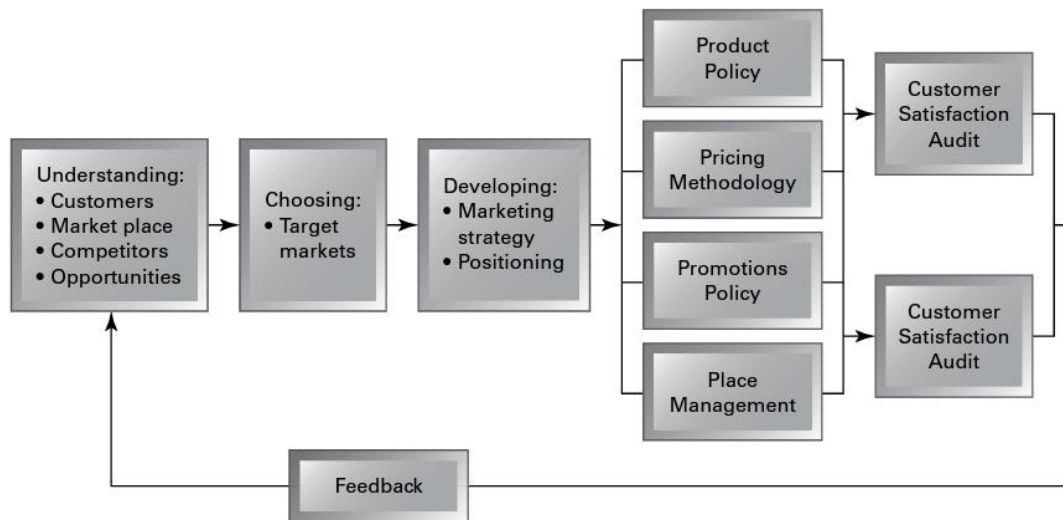 Understanding:
• Customers
• Market place
• Competitors
• Opportunities
Choosing:
• Target
markets
Developing:
• Marketing
strategy
• Positioning
Product
Policy
Pricing
Methodology
Promotions
Policy
Place
Management
Customer
Satisfaction
Audit
Customer
Satisfaction
Audit
Feedback